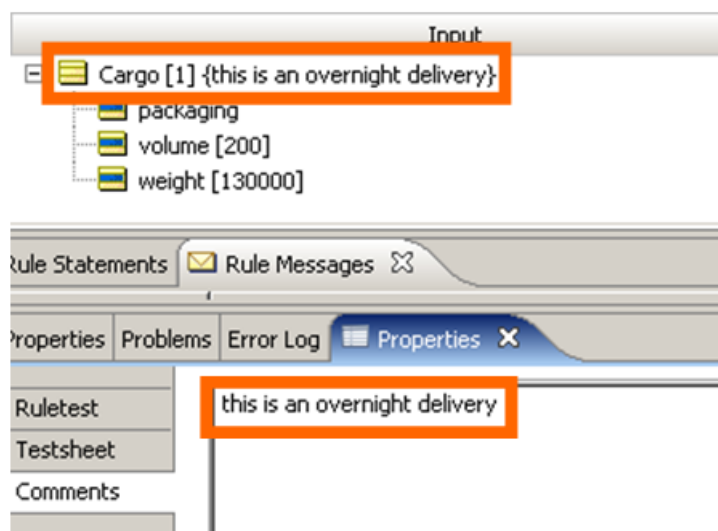 Input
Cargo [1] {this is an overnight delivery}
packaging
volume [200]
weight [130000]
Rule Statements Rule Messages
Properties Problems Error Log Properties
Ruletest this is an overnight delivery
Testsheet
Comments